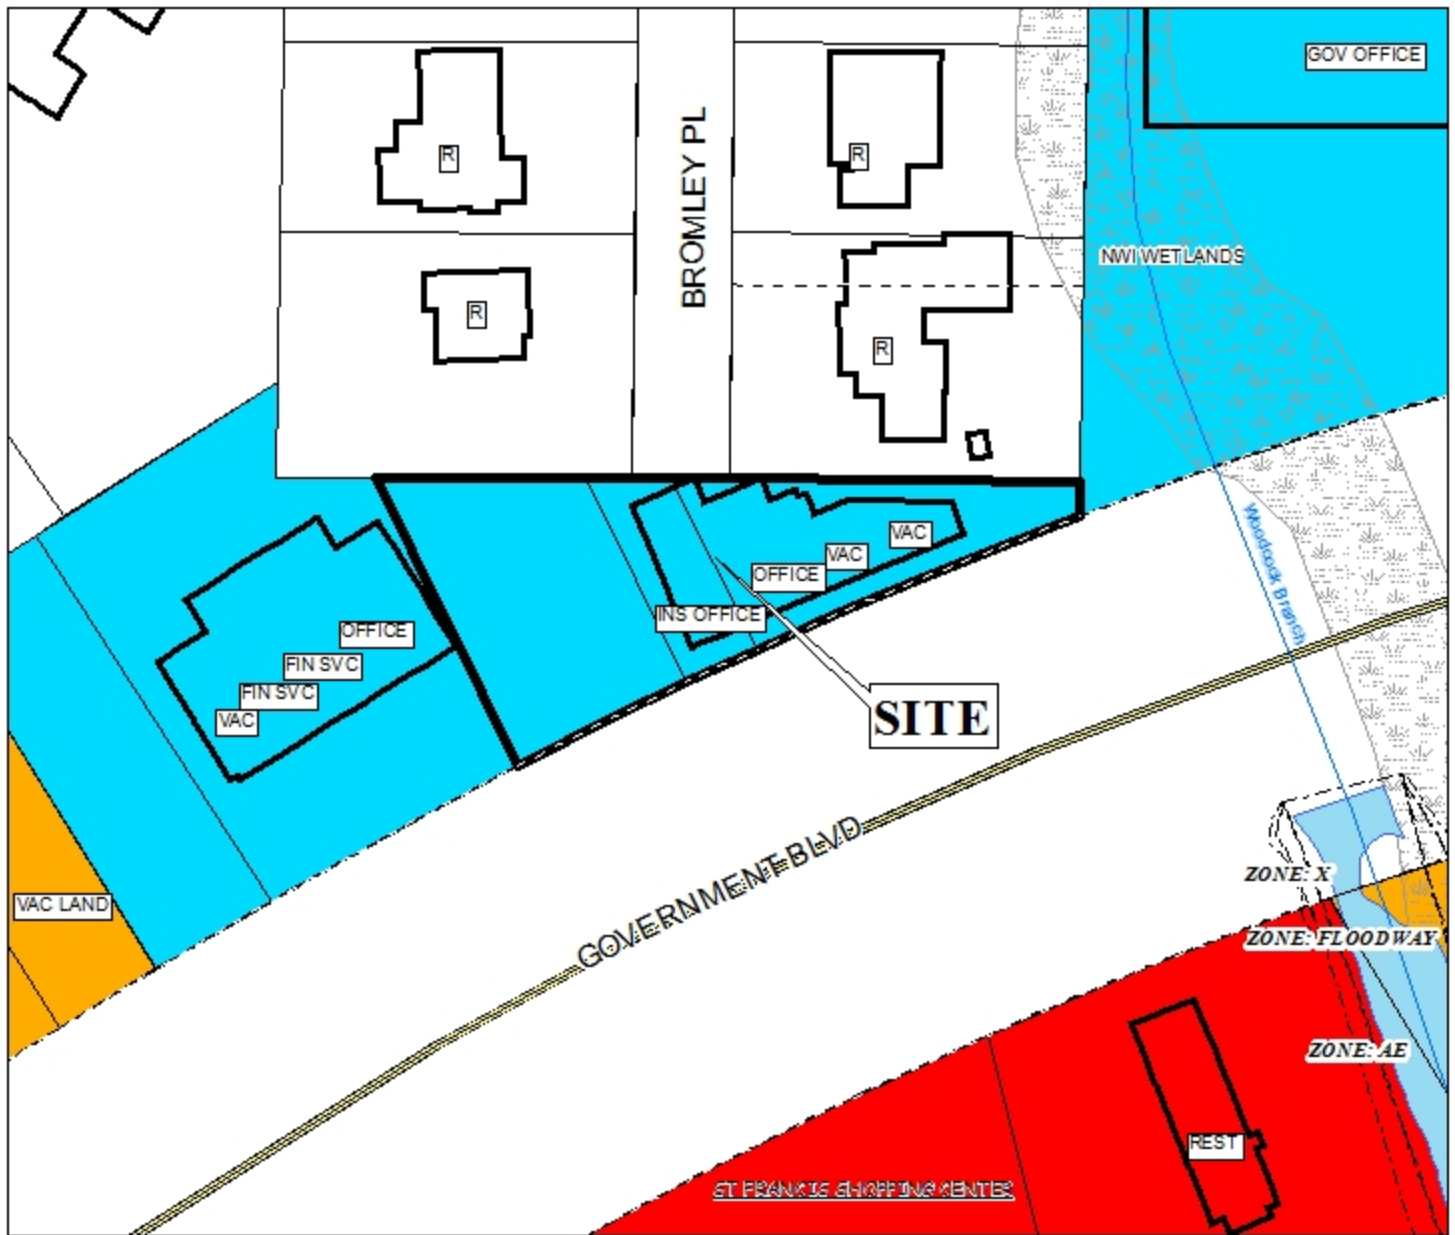 GOV OFFICE
R
R
BROMLEY PL
NWI WETLANDS
R
R
VAC
VAC
OFFICE
INS OFFICE
Woodcock Branch
OFFICE
FIN SVC
FIN SVC
VAC
SITE
GOVERNMENT BLVD
ZONE: X
VAC LAND
ZONE: FLOODWAY
ZONE: AE
REST
ST FRANCIS SHOPPING CENTER